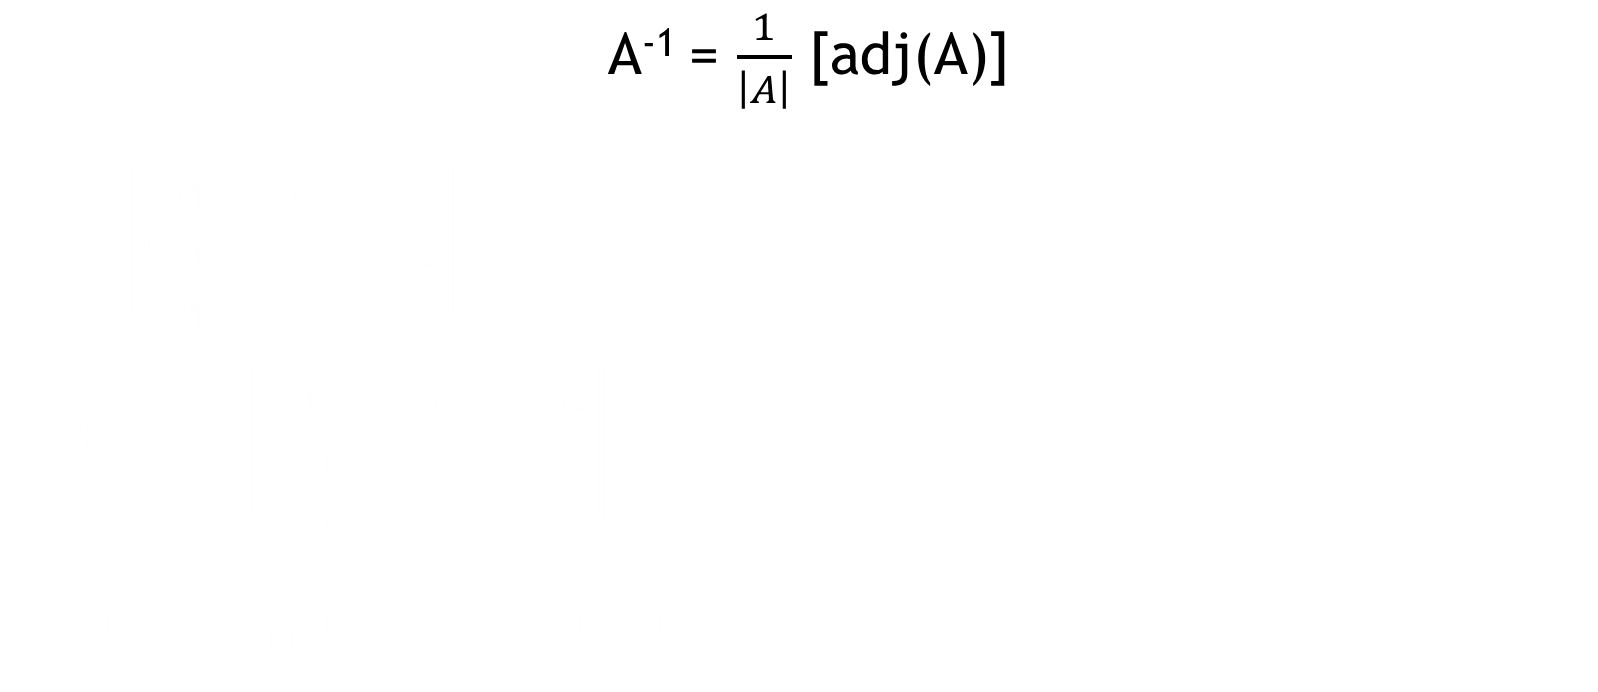 A⁻¹ = 1/|A| [adj(A)]